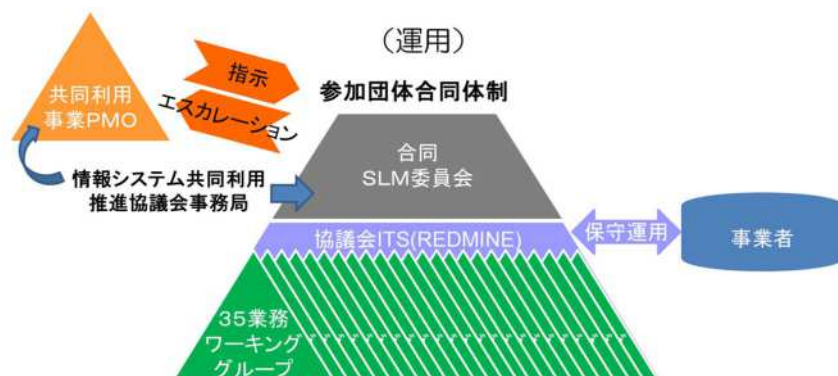 （運用）
指示
エスカレーション
共同利用
事業PMO
参加団体合同体制
合同
SLM委員会
情報システム共同利用
推進協議会事務局
協議会ITS(REDMINE)
保守運用
事業者
３５業務
ワーキング
グループ